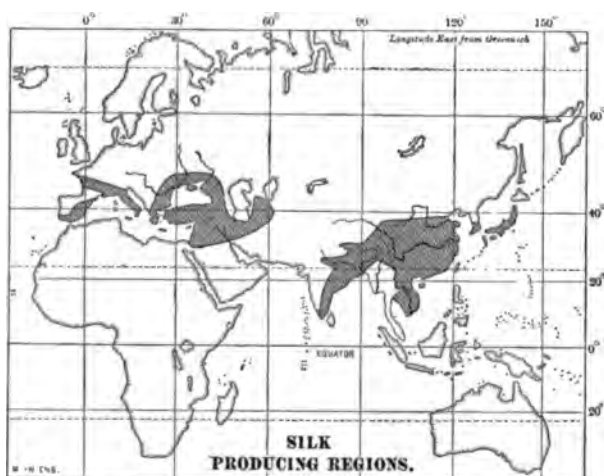 0° 30° 60° 90° 120° 150°
Longitude East from Greenwich
60°
40°
20°
EQUATOR
0°
20°
SILK
PRODUCING REGIONS.